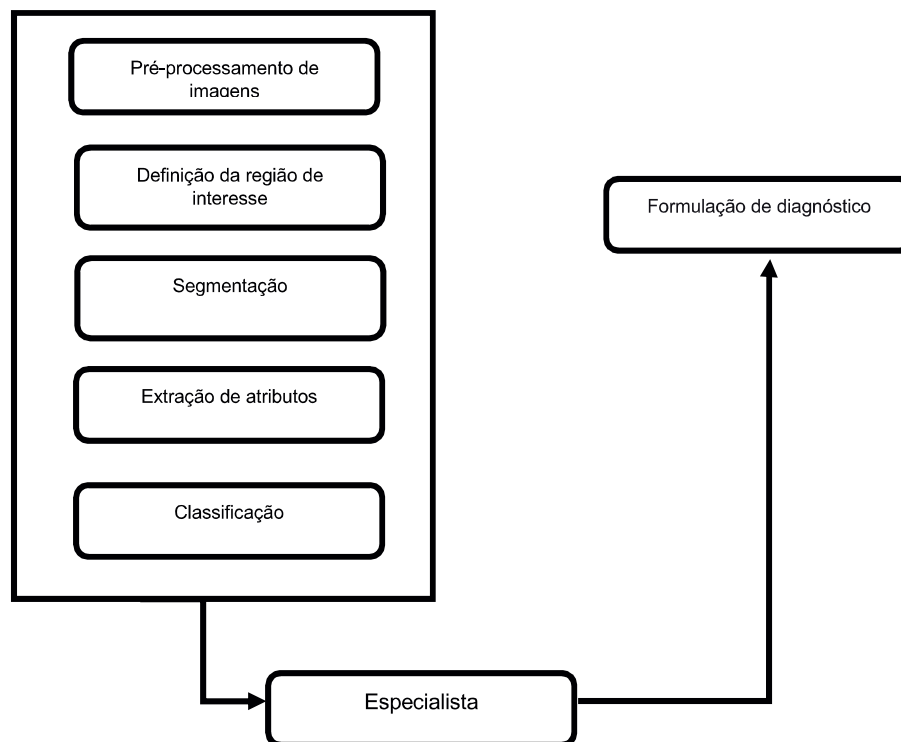 Pré-processamento de
imagens
Definição da região de
interesse
Segmentação
Extração de atributos
Classificação
Formulação de diagnóstico
Especialista